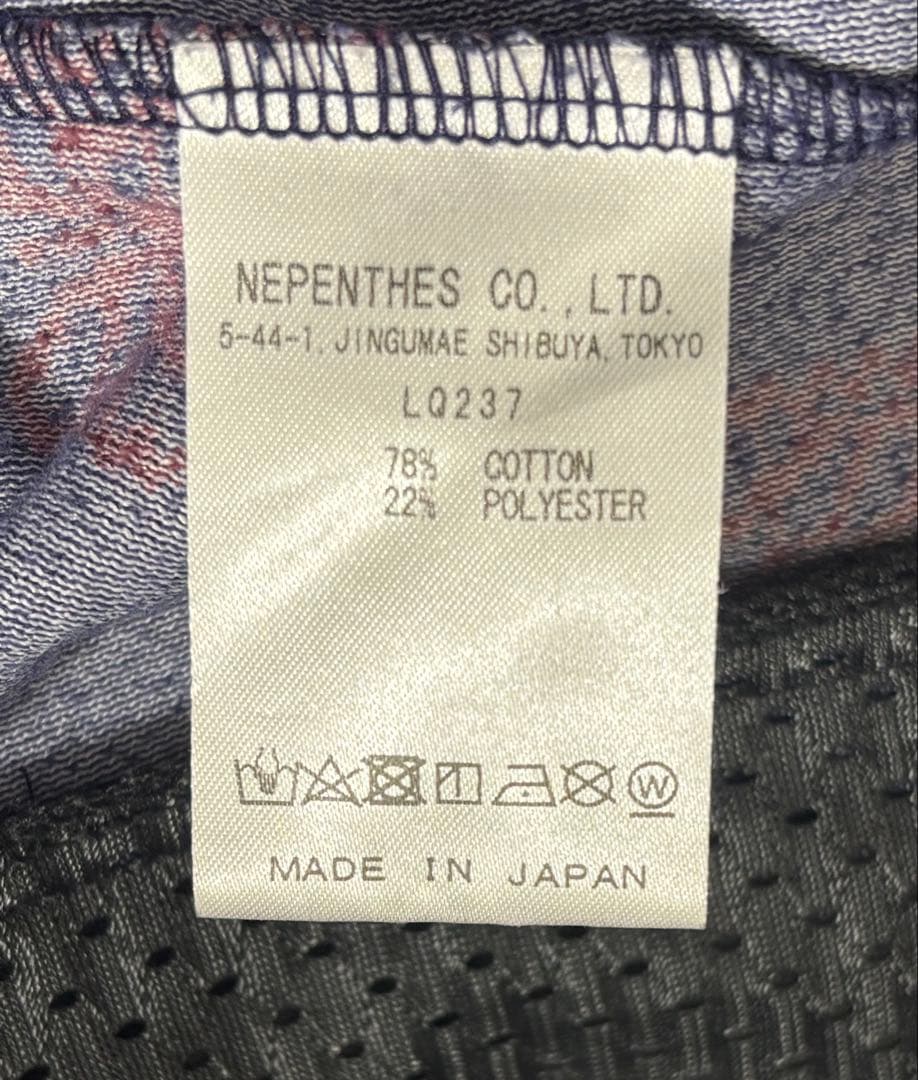 NEPENTHES CO.,LTD.
5-44-1, JINGUMAE SHIBUYA, TOKYO
LQ237
78% COTTON
22% POLYESTER
W
MADE IN JAPAN